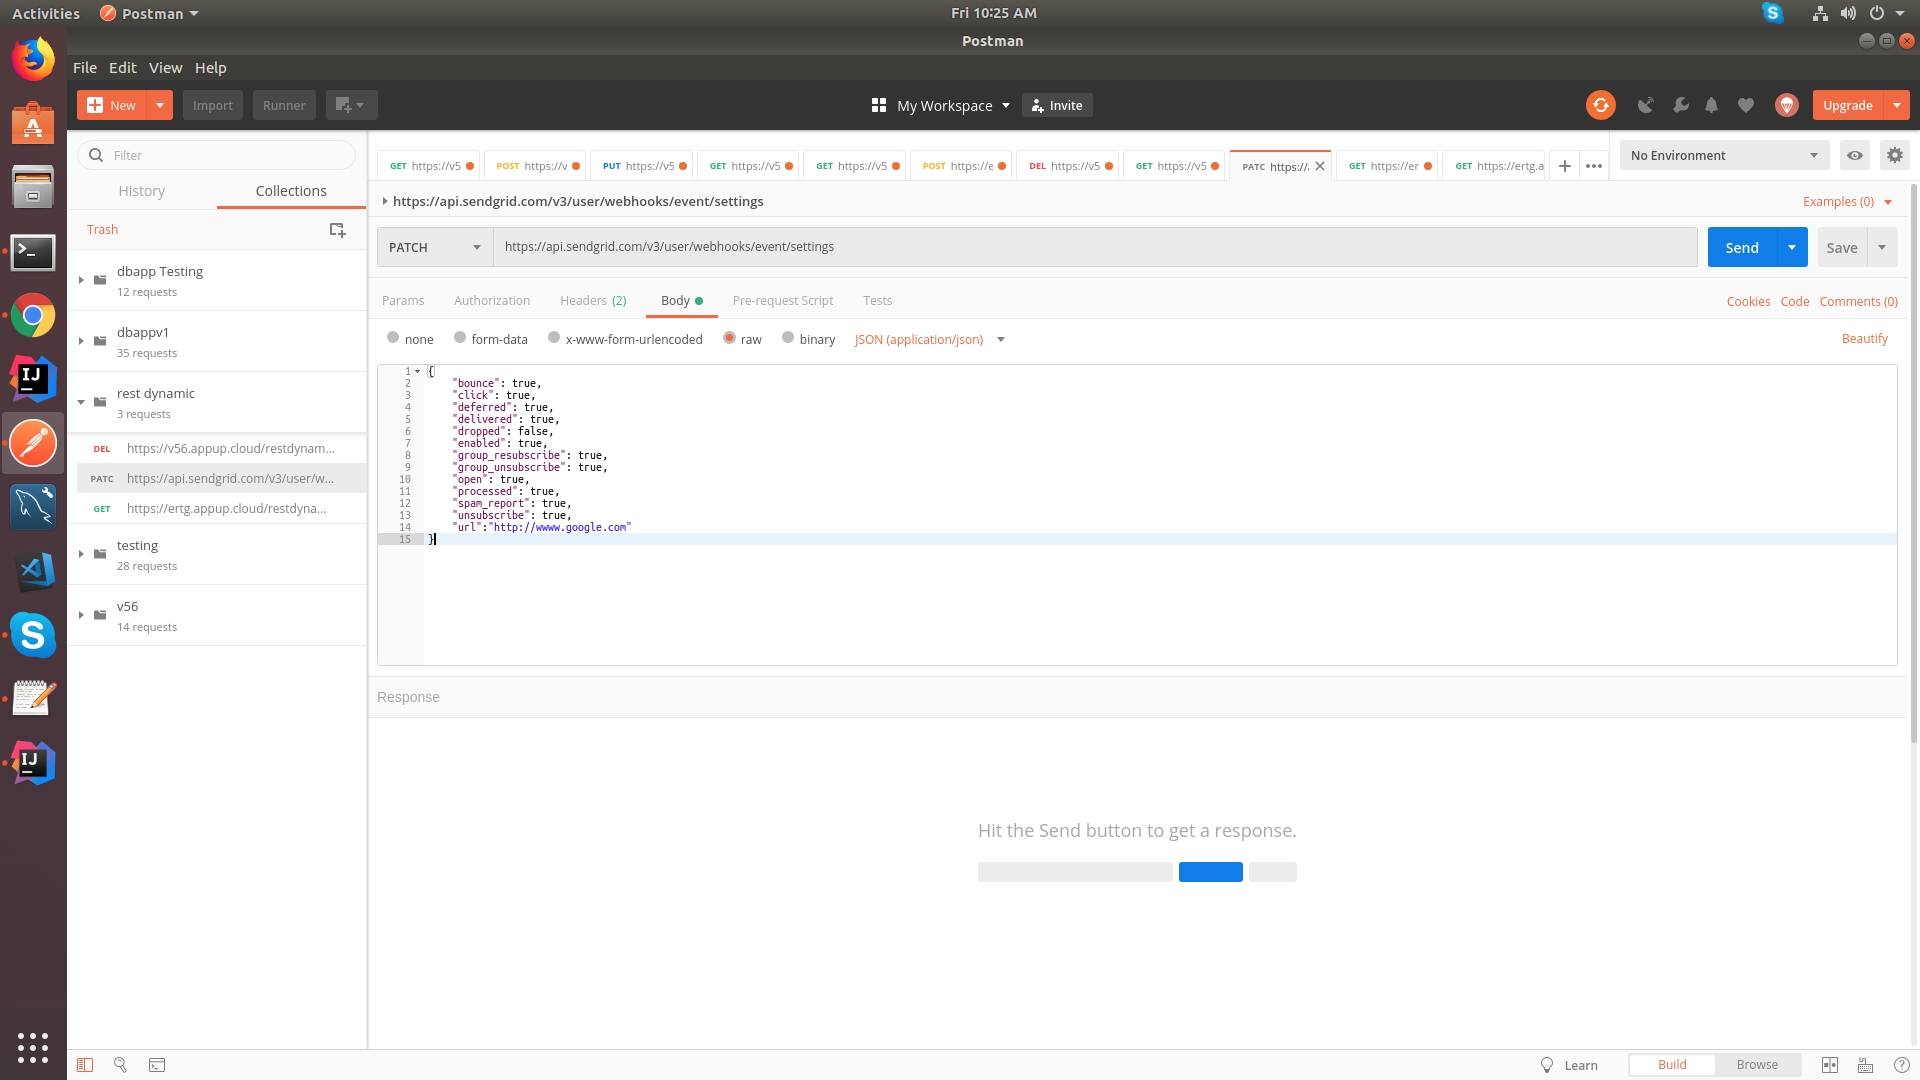 Activities Postman Fri 10:25 AM
Postman
File Edit View Help
New Import Runner My Workspace Invite Upgrade
Filter
History Collections
Trash
dbapp Testing
12 requests
dbappv1
35 requests
rest dynamic
3 requests
DEL https://v56.appup.cloud/restdynam...
PATC https://api.sendgrid.com/v3/user/w...
GET https://ertg.appup.cloud/restdyna...
testing
28 requests
v56
14 requests
GET https://v5 POST https://v PUT https://v5 GET https://v5 GET https://v5 POST https://e DEL https://v5 GET https://v5 PATC https://. GET https://er GET https://ertg.a No Environment
https://api.sendgrid.com/v3/user/webhooks/event/settings Examples (0)
PATCH https://api.sendgrid.com/v3/user/webhooks/event/settings Send Save
Params Authorization Headers (2) Body Pre-request Script Tests Cookies Code Comments (0)
none form-data x-www-form-urlencoded raw binary JSON (application/json) Beautify
1 {
2 "bounce": true,
3 "click": true,
4 "deferred": true,
5 "delivered": true,
6 "dropped": false,
7 "enabled": true,
8 "group_resubscribe": true,
9 "group_unsubscribe": true,
10 "open": true,
11 "processed": true,
12 "spam_report": true,
13 "unsubscribe": true,
14 "url":"http://wwww.google.com"
15 }
Response
Hit the Send button to get a response.
Learn Build Browse